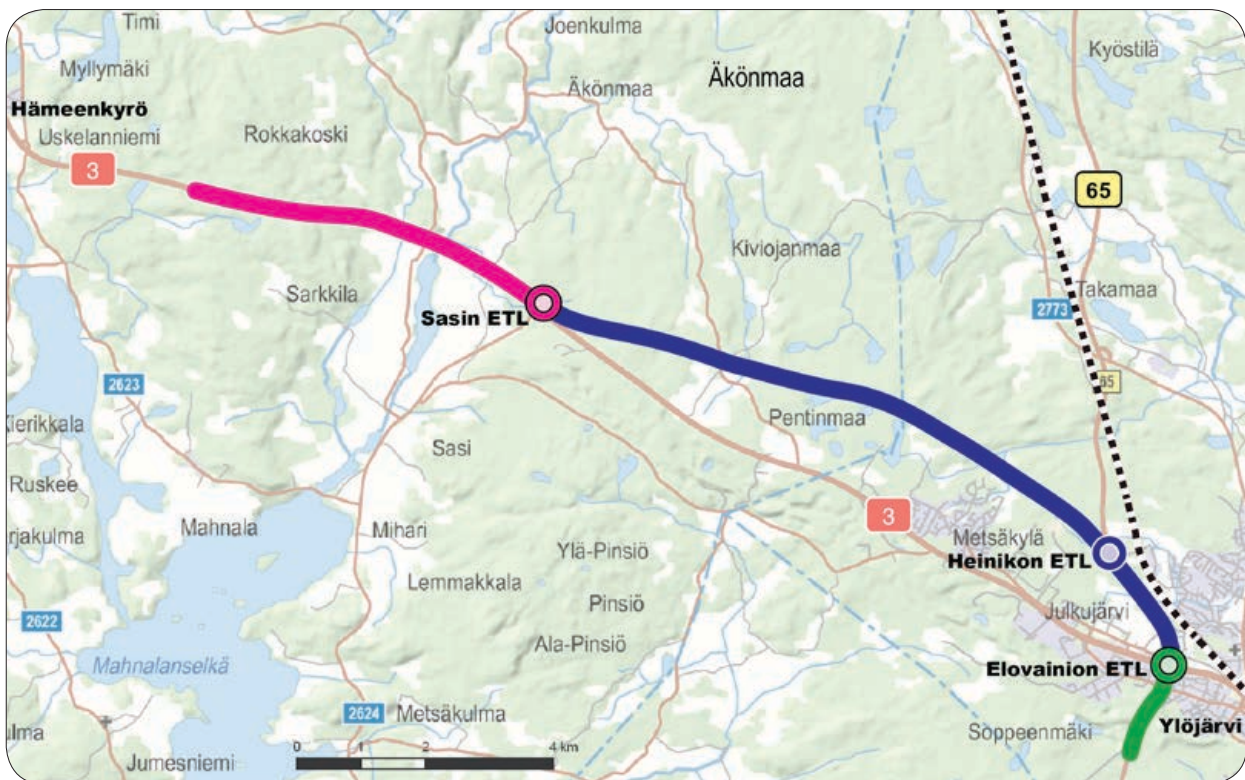 Timi
Joenkulma
Kyöstilä
Myllymäki
Äkönmaa
Äkönmaa
Hämeenkyrö
Uskelanniemi
Rokkakoski
3
65
Kiviojanmaa
Sarkkila
Takamaa
Sasin ETL
2773
2623
65
Pentinmaa
Kierikkala
Sasi
Ruskee
3
Mahnala
Mihari
Metsäkylä
Ylä-Pinsiö
Heinikon ETL
Lemmakkala
Pinsiö
Julkujärvi
2622
Ala-Pinsiö
Mahnalanselkä
Elovainion ETL
2624
Metsäkulma
Soppeenmäki
Ylöjärvi
0 2 4 km
Jumesniemi